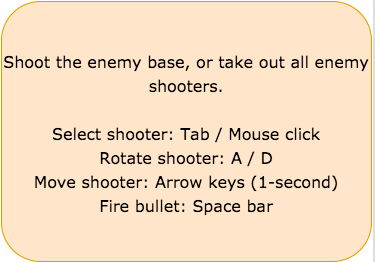 Shoot the enemy base, or take out all enemy
shooters.
Select shooter: Tab / Mouse click
Rotate shooter: A / D
Move shooter: Arrow keys (1-second)
Fire bullet: Space bar